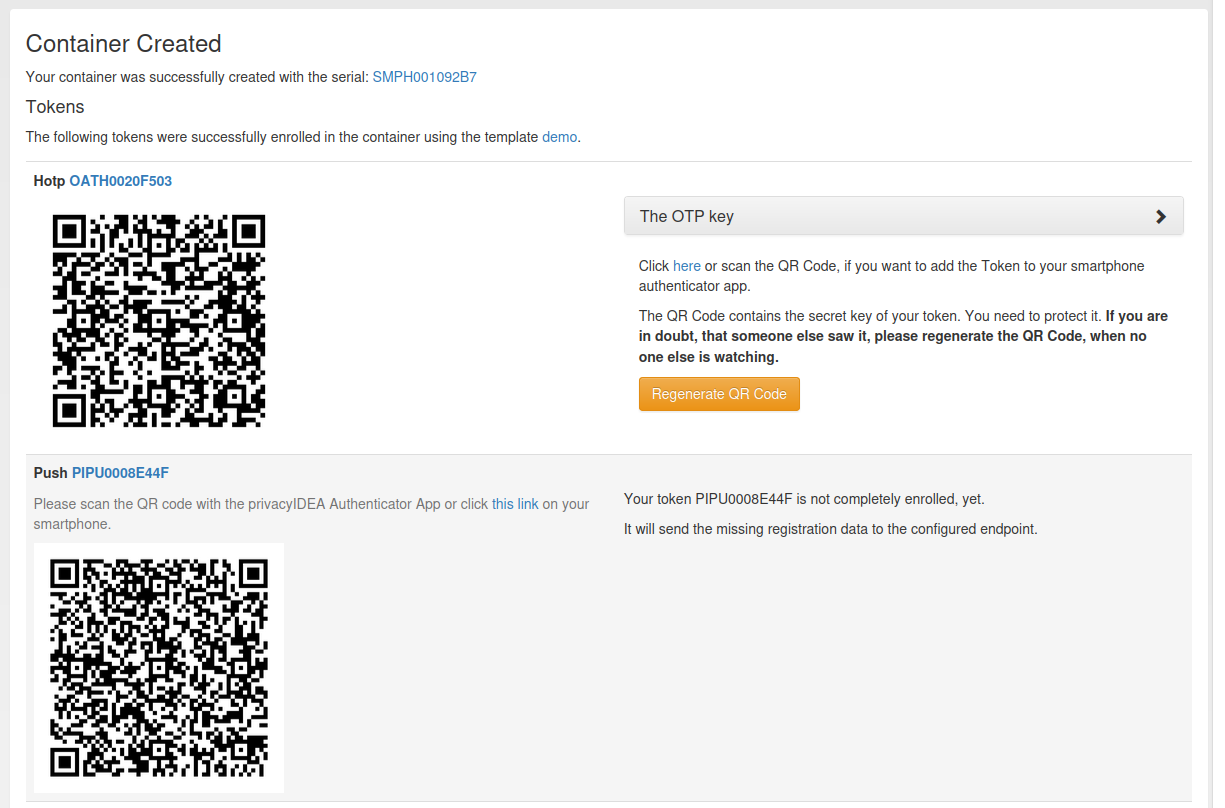 Container Created
Your container was successfully created with the serial: SMPH001092B7
Tokens
The following tokens were successfully enrolled in the container using the template demo.
Hotp OATH0020F503
The OTP key
Click here or scan the QR Code, if you want to add the Token to your smartphone
authenticator app.
The QR Code contains the secret key of your token. You need to protect it. If you are
in doubt, that someone else saw it, please regenerate the QR Code, when no
one else is watching.
Regenerate QR Code
Push PIPU0008E44F
Please scan the QR code with the privacyIDEA Authenticator App or click this link on your
smartphone.
Your token PIPU0008E44F is not completely enrolled, yet.
It will send the missing registration data to the configured endpoint.